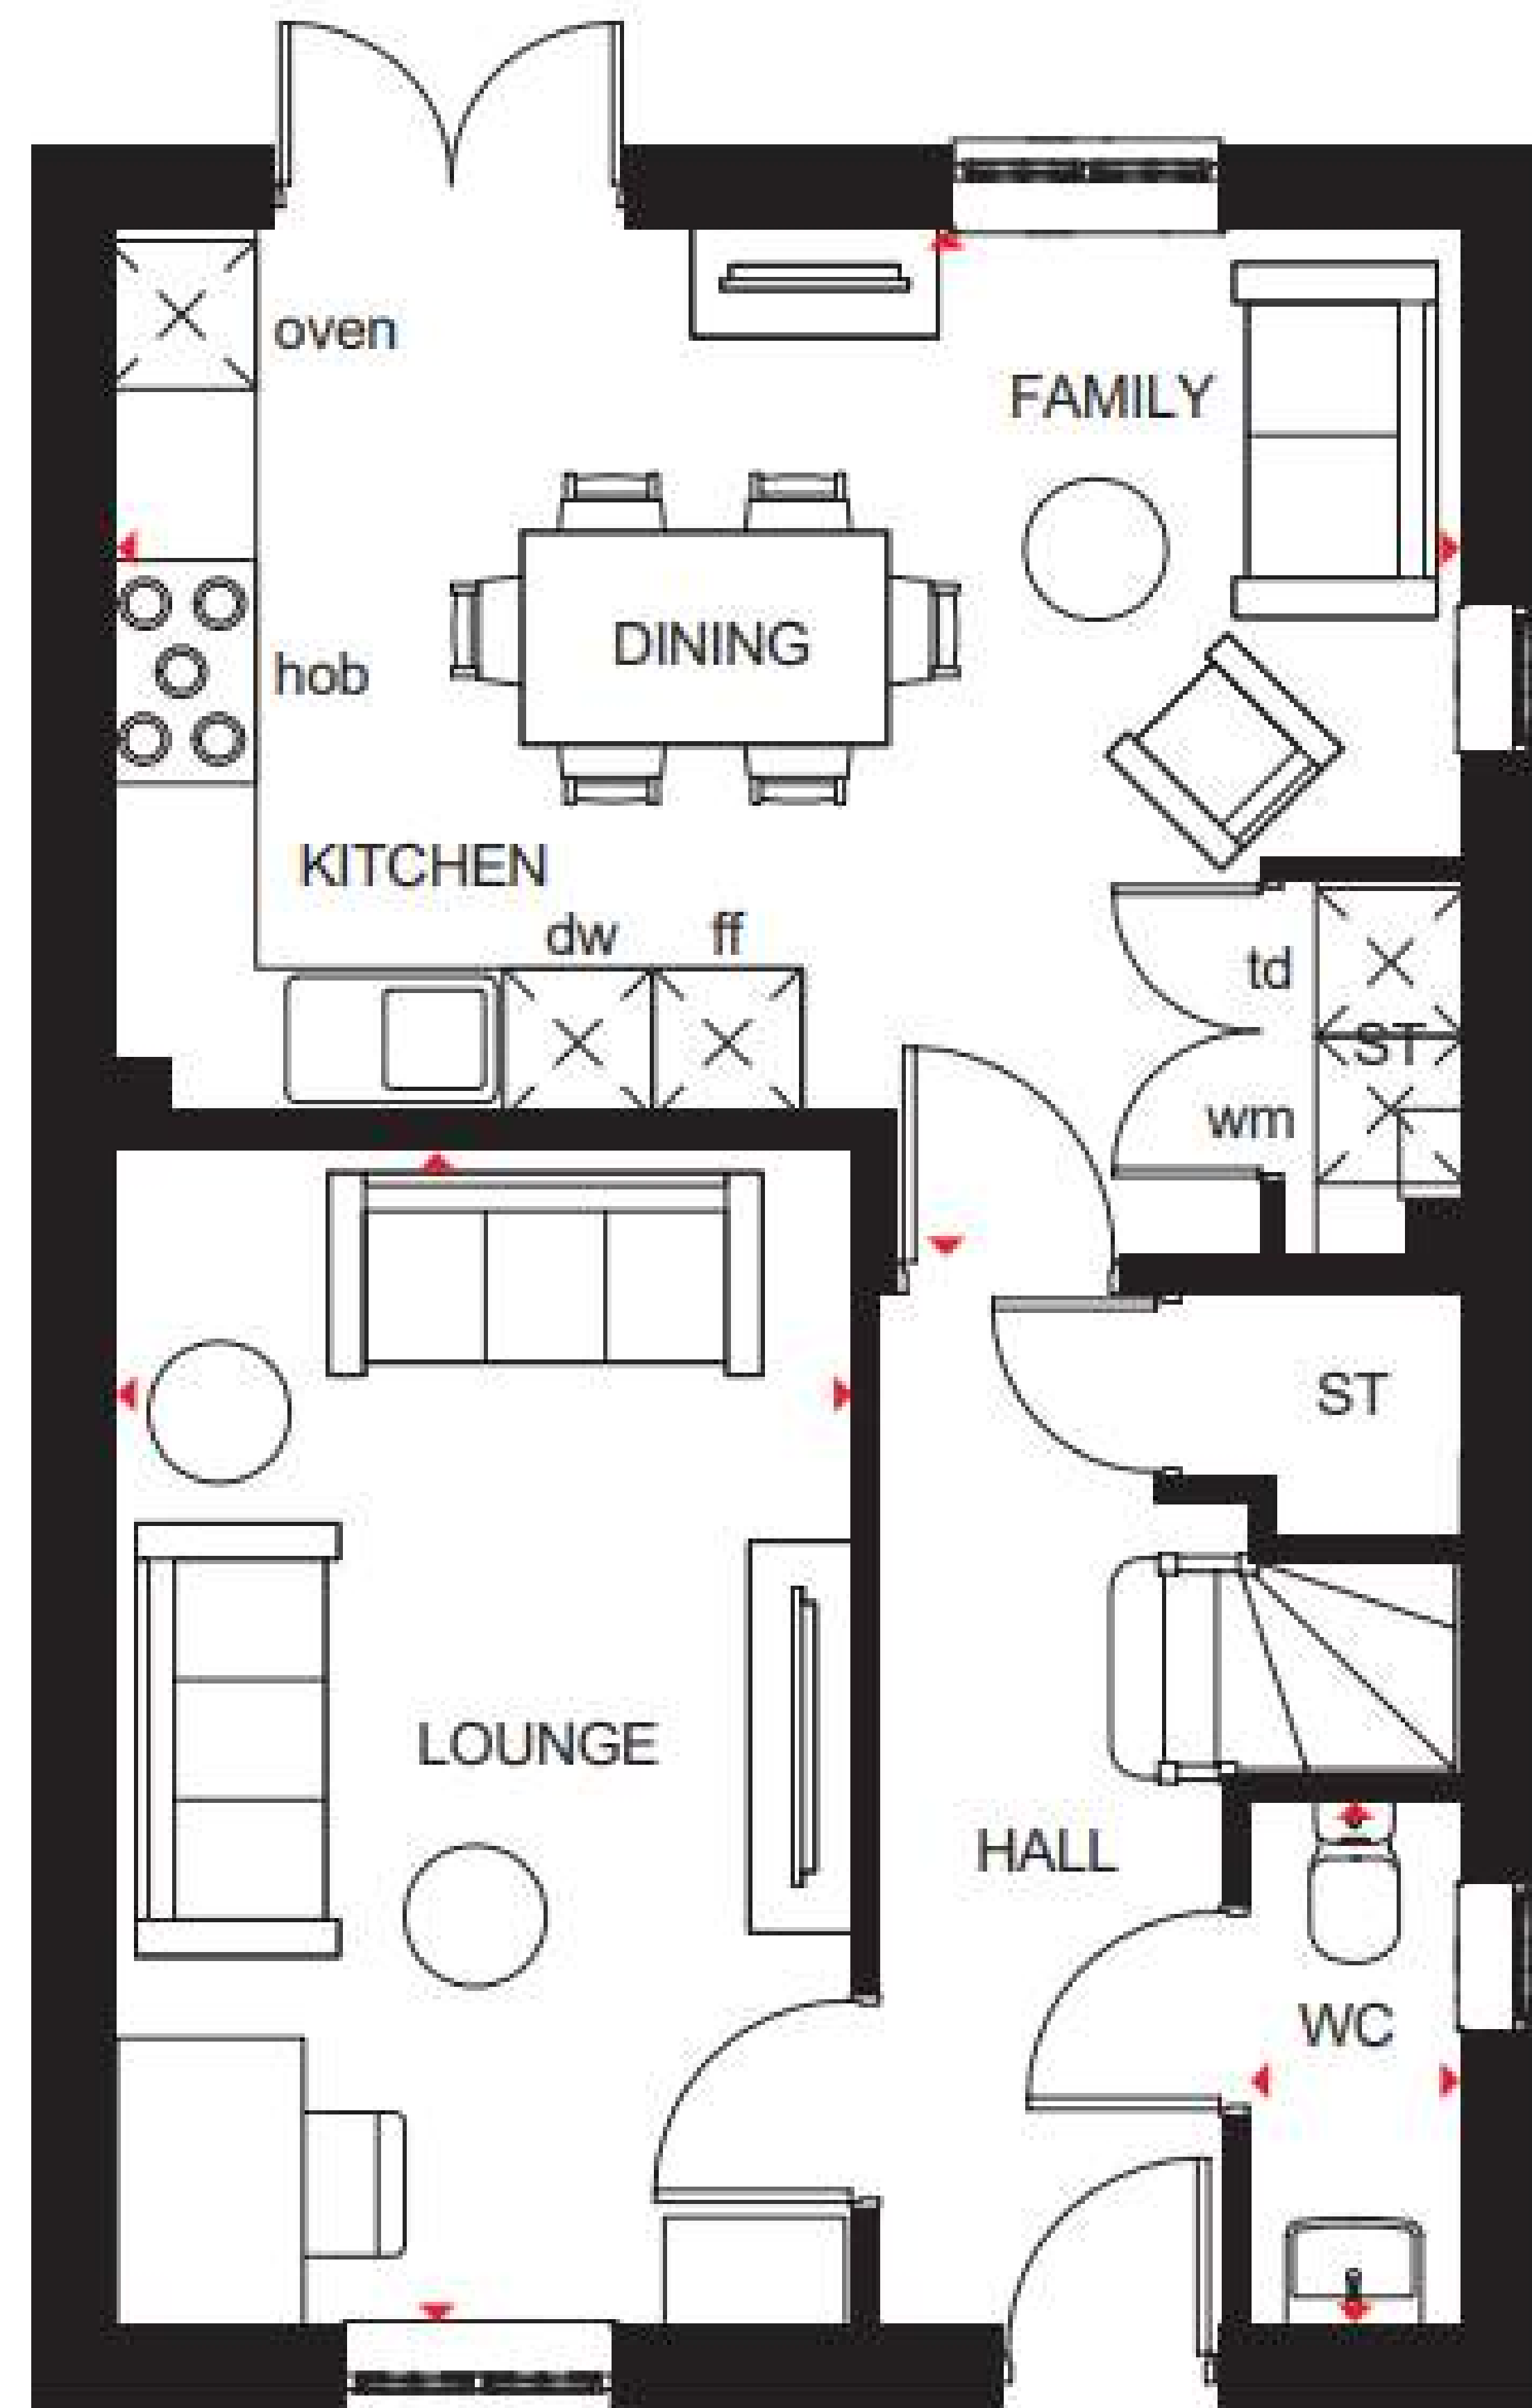 oven
FAMILY
DINING
hob
KITCHEN
dw ff
td
ST
wm
ST
LOUNGE
HALL
WC